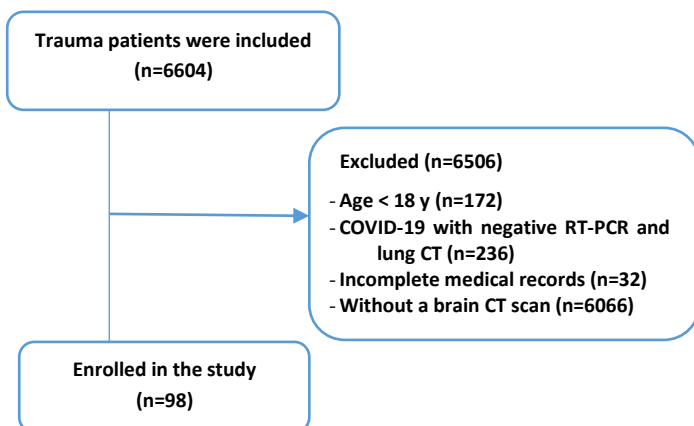 Trauma patients were included
(n=6604)
Excluded (n=6506)
- Age < 18 y (n=172)
- COVID-19 with negative RT-PCR and
lung CT (n=236)
- Incomplete medical records (n=32)
- Without a brain CT scan (n=6066)
Enrolled in the study
(n=98)